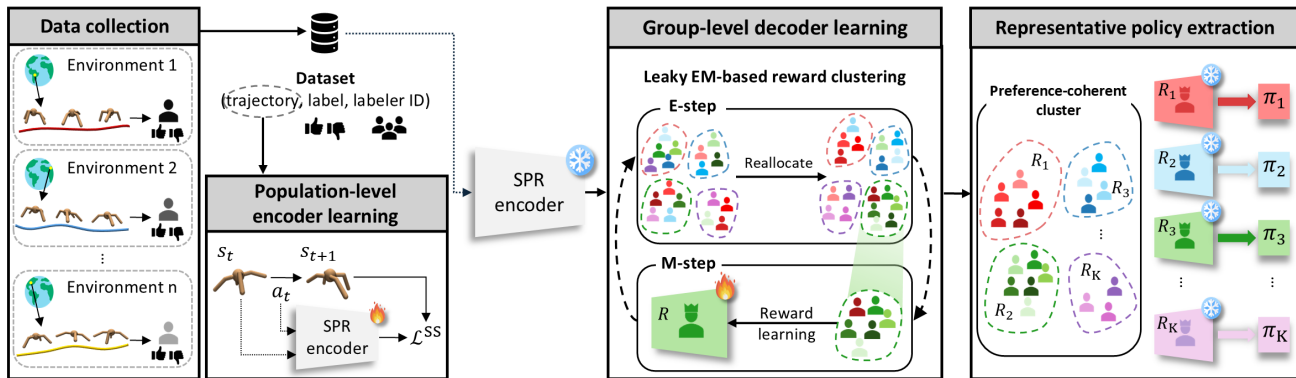 Data collection
Environment 1
Environment 2
⋮
Environment n
Dataset
(trajectory, label, labeler ID)
Population-level
encoder learning
s_t
s_{t+1}
a_t
SPR
encoder
ℒ^{SS}
SPR
encoder
Group-level decoder learning
Leaky EM-based reward clustering
E-step
Reallocate
M-step
R
Reward
learning
Representative policy extraction
Preference-coherent
cluster
R_1
R_3
⋮
R_2
R_K
R_1
π_1
R_2
π_2
R_3
π_3
⋮
⋮
R_K
π_K